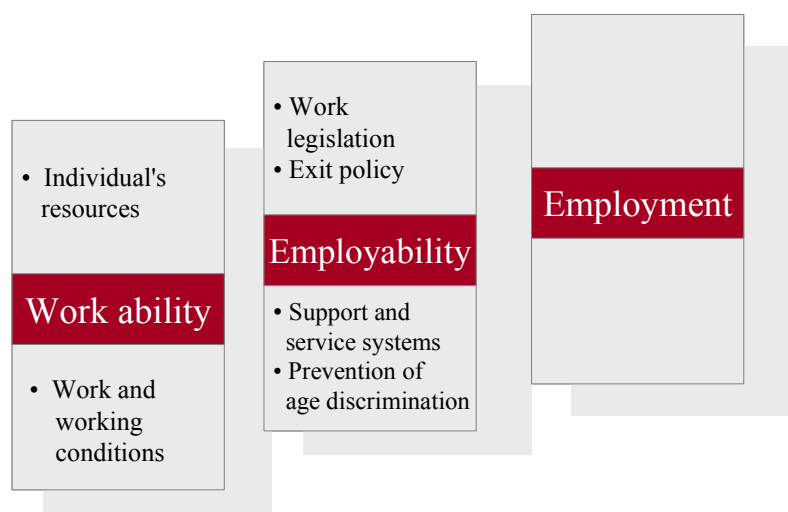 • Individual's
resources
Work ability
• Work and
working
conditions
• Work
legislation
• Exit policy
Employability
• Support and
service systems
• Prevention of
age discrimination
Employment